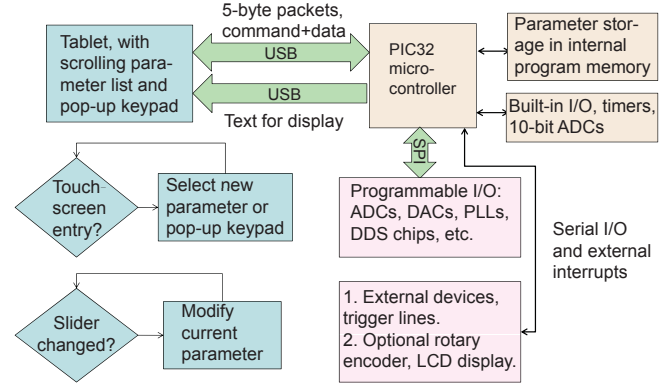 5-byte packets,
command+data
USB
USB
Text for display
Tablet, with
scrolling para-
meter list and
pop-up keypad
PIC32
micro-
controller
Parameter stor-
age in internal
program memory
Built-in I/O, timers,
10-bit ADCs
SPI
Touch-
screen
entry?
Select new
parameter or
pop-up keypad
Programmable I/O:
ADCs, DACs, PLLs,
DDS chips, etc.
Serial I/O
and external
interrupts
Slider
changed?
Modify
current
parameter
1. External devices,
trigger lines.
2. Optional rotary
encoder, LCD display.